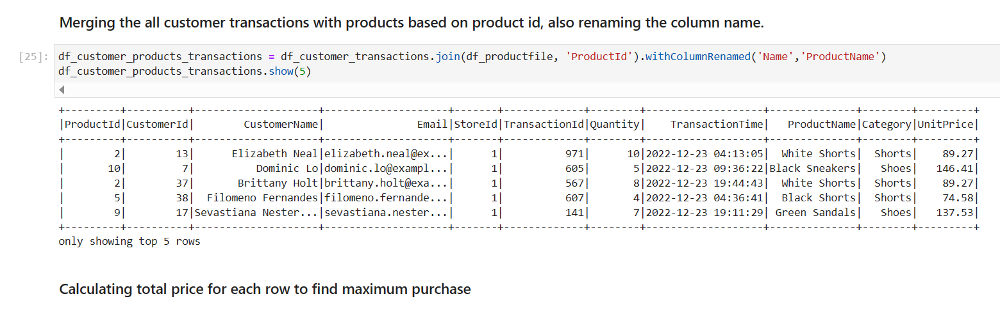 Merging the all customer transactions with products based on product id, also renaming the column name.
[25]: df_customer_products_transactions = df_customer_transactions.join(df_productfile, 'ProductId').withColumnRenamed('Name','ProductName')
df_customer_products_transactions.show(5)
+---------+----------+--------------------+--------------------+-------+-------------+--------+-------------------+--------------+--------+---------+
|ProductId|CustomerId|        CustomerName|               Email|StoreId|TransactionId|Quantity|    TransactionTime|   ProductName|Category|UnitPrice|
+---------+----------+--------------------+--------------------+-------+-------------+--------+-------------------+--------------+--------+---------+
|        2|        13|      Elizabeth Neal|elizabeth.neal@ex...|      1|          971|      10|2022-12-23 04:13:05|  White Shorts|  Shorts|    89.27|
|       10|         7|          Dominic Lo|dominic.lo@exampl...|      1|          605|       5|2022-12-23 09:36:22|Black Sneakers|   Shoes|   146.41|
|        2|        37|       Brittany Holt|brittany.holt@exa...|      1|          567|       8|2022-12-23 19:44:43|  White Shorts|  Shorts|    89.27|
|        5|        38|  Filomeno Fernandes|filomeno.fernande...|      1|          607|       4|2022-12-23 04:36:41|  Black Shorts|  Shorts|    74.58|
|        9|        17|Sevastiana Nester...|sevastiana.nester...|      1|          141|       7|2022-12-23 19:11:29| Green Sandals|   Shoes|   137.53|
+---------+----------+--------------------+--------------------+-------+-------------+--------+-------------------+--------------+--------+---------+
only showing top 5 rows
Calculating total price for each row to find maximum purchase